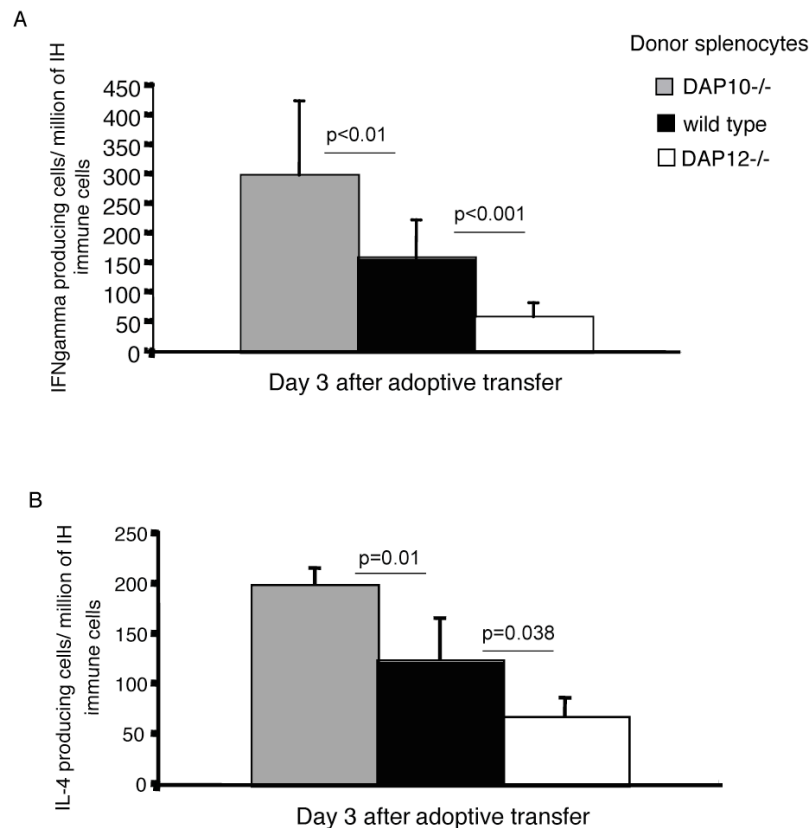 A
Donor splenocytes
DAP10-/-
wild type
DAP12-/-
IFNgamma producing cells/ million of IH
immune cells
450
400
350
300
250
200
150
100
50
0
p<0.01
p<0.001
Day 3 after adoptive transfer
B
IL-4 producing cells/ million of IH
immune cells
250
200
150
100
50
0
p=0.01
p=0.038
Day 3 after adoptive transfer